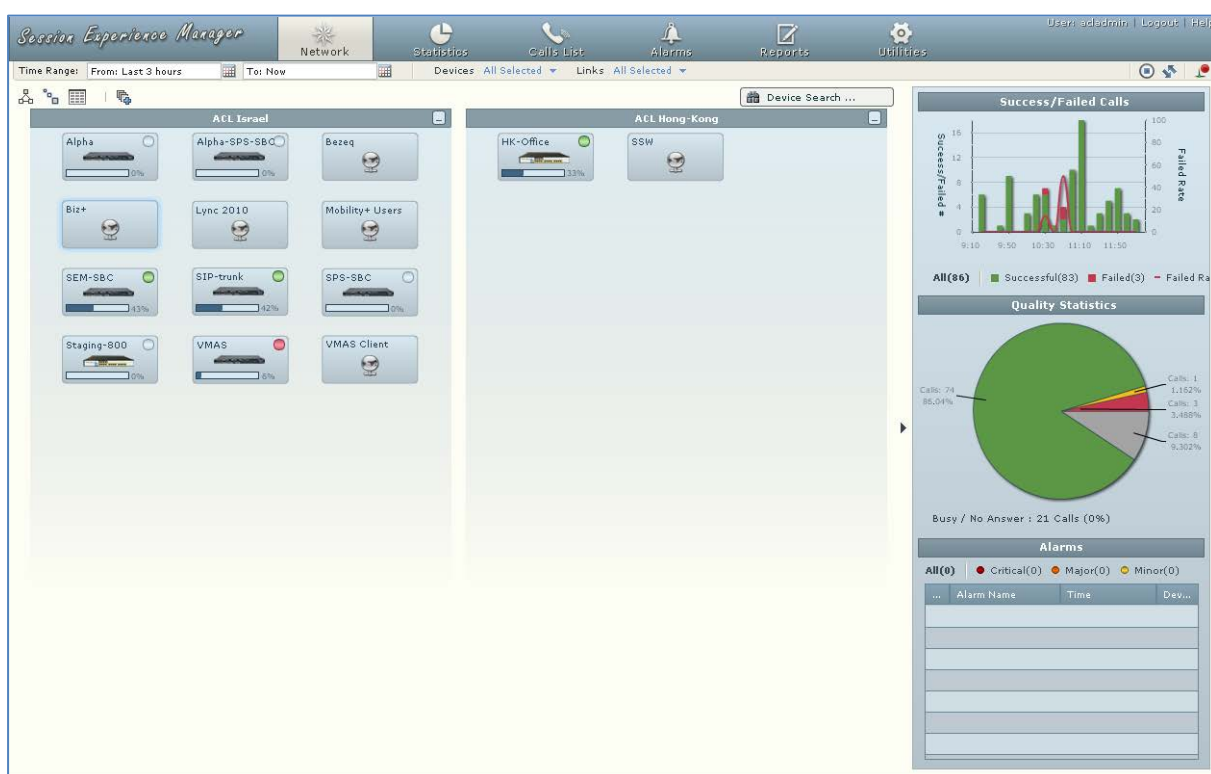 Session Experience Manager
Network
Statistics
Calls List
Alarms
Reports
Utilities
User: acladmin | Logout | Help
Time Range: From: Last 3 hours To: Now Devices All Selected Links All Selected
Device Search ...
ACL Israel
Alpha
0%
Alpha-SPS-SBC
0%
Bezeq
Biz+
Lync 2010
Mobility+ Users
SEM-SBC
43%
SIP-trunk
42%
SPS-SBC
0%
Staging-800
0%
VMAS
6%
VMAS Client
ACL Hong-Kong
HK-Office
33%
SSW
Success/Failed Calls
Success/Failed #
16
12
8
4
0
100
80
60
40
20
0
Failed Rate
9:10 9:50 10:30 11:10 11:50
All(86) Successful(83) Failed(3) Failed Ra
Quality Statistics
Calls: 74
86.04%
Calls: 1
1.162%
Calls: 3
3.488%
Calls: 8
9.302%
Busy / No Answer : 21 Calls (0%)
Alarms
All(0) Critical(0) Major(0) Minor(0)
... Alarm Name Time Dev...